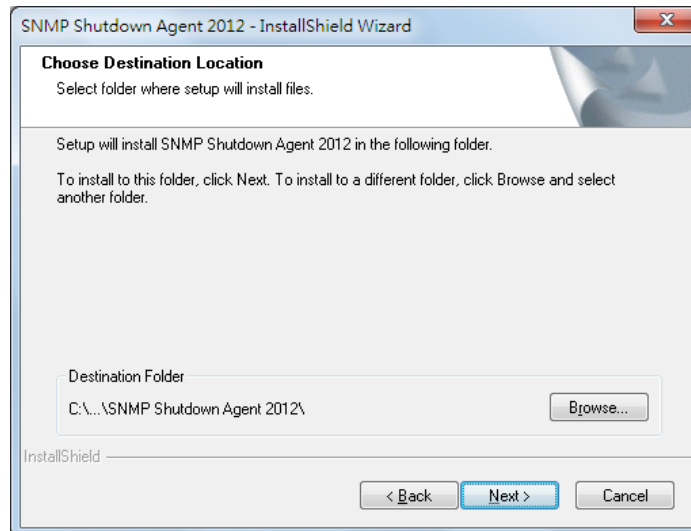 SNMP Shutdown Agent 2012 - InstallShield Wizard
Choose Destination Location
Select folder where setup will install files.
Setup will install SNMP Shutdown Agent 2012 in the following folder.
To install to this folder, click Next. To install to a different folder, click Browse and select
another folder.
Destination Folder
C:\...\SNMP Shutdown Agent 2012\
Browse...
InstallShield
< Back
Next >
Cancel